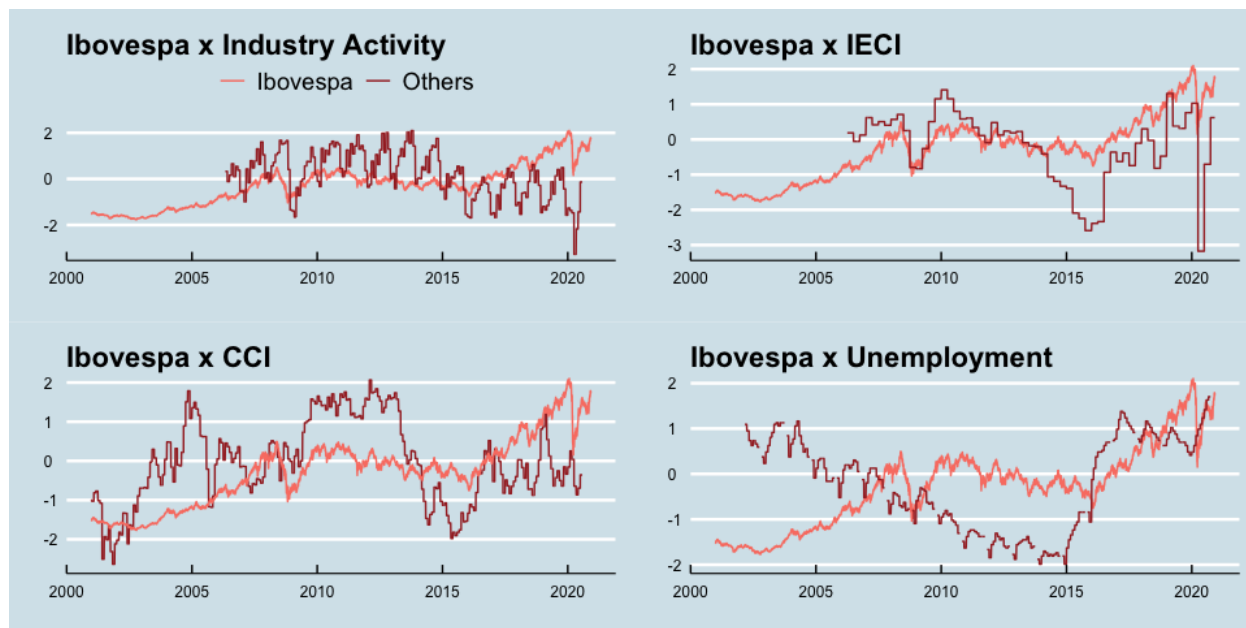 Ibovespa x Industry Activity
Ibovespa Others
2
0
-2
2000 2005 2010 2015 2020
Ibovespa x IECI
2
1
0
-1
-2
-3
2000 2005 2010 2015 2020
Ibovespa x CCI
2
1
0
-1
-2
2000 2005 2010 2015 2020
Ibovespa x Unemployment
2
1
0
-1
-2
2000 2005 2010 2015 2020